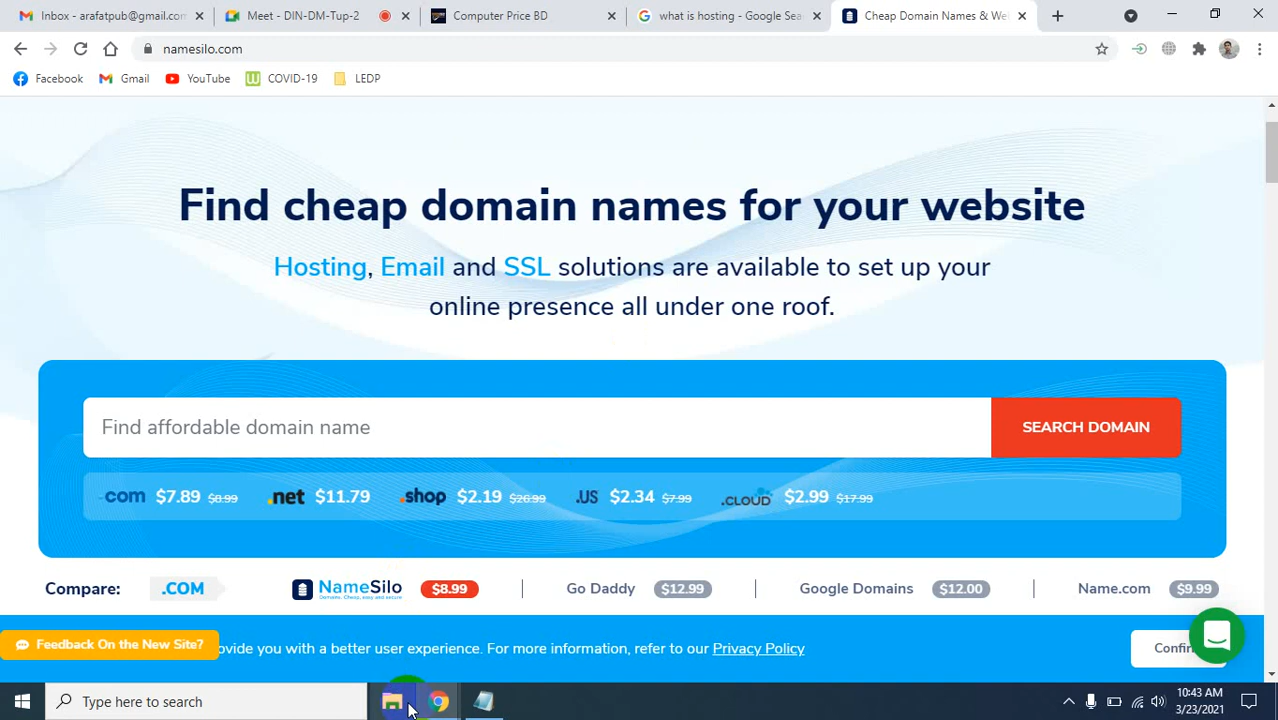 Inbox - arafatpub@gmail.com
Meet - DIN-DM-Tup-2
Computer Price BD
what is hosting - Google Sea
Cheap Domain Names & We
namesilo.com
Facebook
Gmail
YouTube
COVID-19
LEDP
Find cheap domain names for your website
Hosting, Email and SSL solutions are available to set up your
online presence all under one roof.
Find affordable domain name
SEARCH DOMAIN
.com $7.89 $8.99 .net $11.79 .shop $2.19 $26.99 .US $2.34 $7.99 .CLOUD $2.99 $17.99
Compare: .COM NameSilo $8.99 Go Daddy $12.99 Google Domains $12.00 Name.com $9.99
Domains. Cheap, easy and secure
Feedback On the New Site?
ovide you with a better user experience. For more information, refer to our Privacy Policy
Confir
Type here to search
10:43 AM
3/23/2021